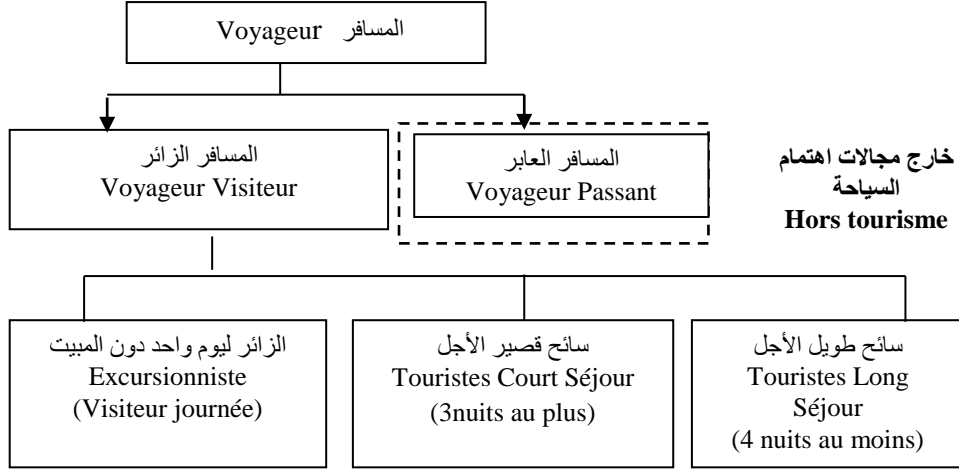 المسافر Voyageur
المسافر الزائر
Voyageur Visiteur
المسافر العابر
Voyageur Passant
خارج مجالات اهتمام
السياحة
Hors tourisme
الزائر ليوم واحد دون المبيت
Excursionniste
(Visiteur journée)
سائح قصير الأجل
Touristes Court Séjour
(3nuits au plus)
سائح طويل الأجل
Touristes Long
Séjour
(4 nuits au moins)